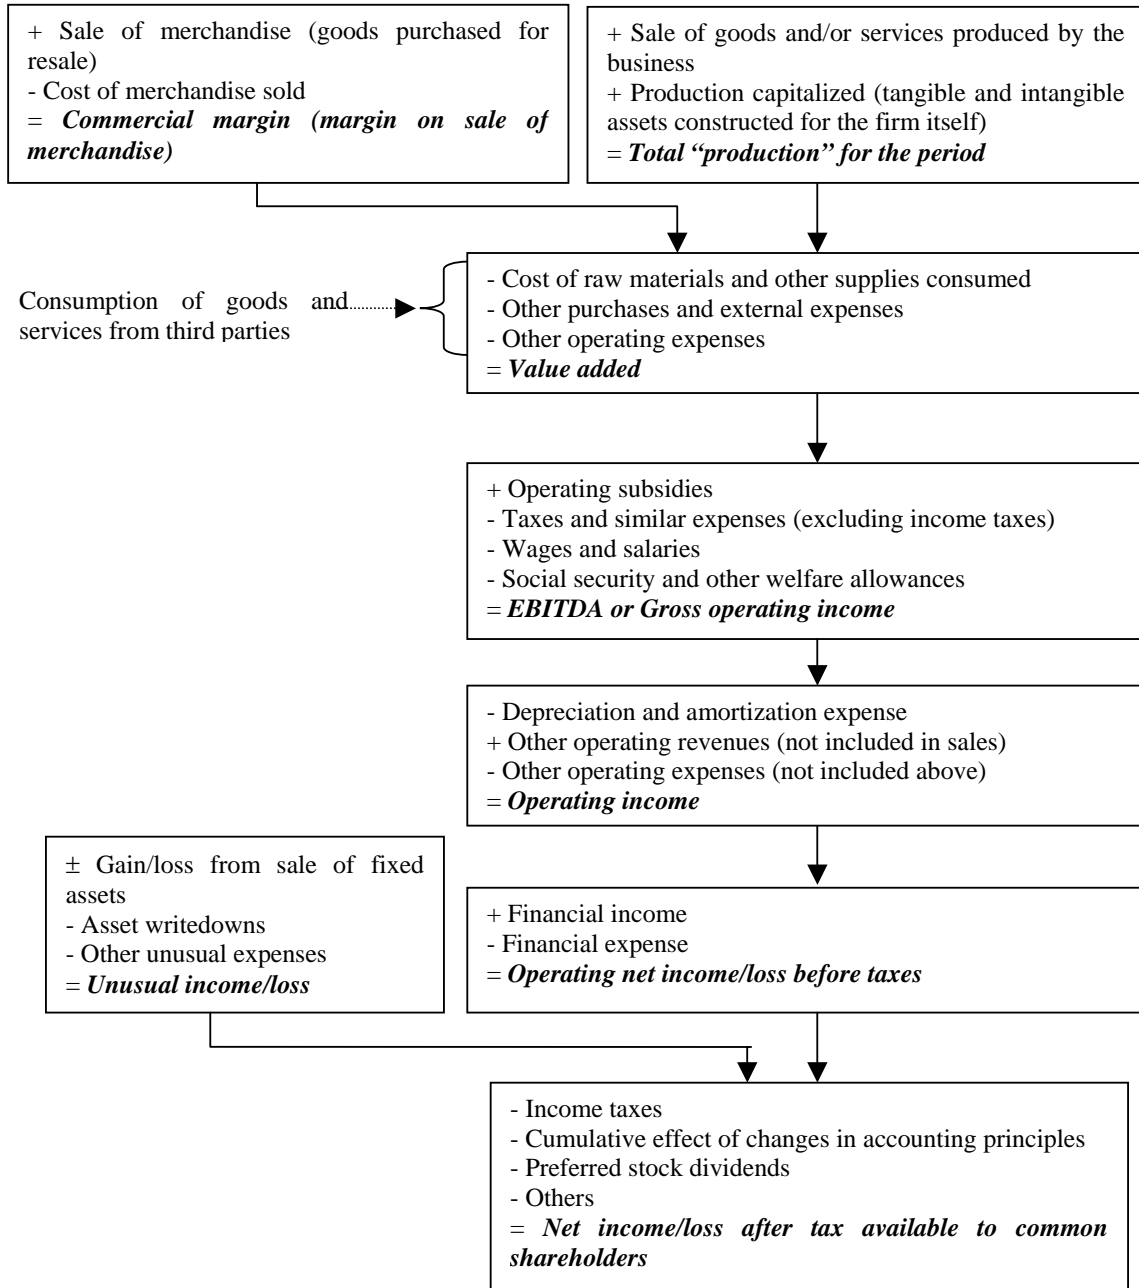 + Sale of merchandise (goods purchased for
resale)
- Cost of merchandise sold
= Commercial margin (margin on sale of
merchandise)
+ Sale of goods and/or services produced by the
business
+ Production capitalized (tangible and intangible
assets constructed for the firm itself)
= Total “production” for the period
Consumption of goods and
services from third parties
- Cost of raw materials and other supplies consumed
- Other purchases and external expenses
- Other operating expenses
= Value added
+ Operating subsidies
- Taxes and similar expenses (excluding income taxes)
- Wages and salaries
- Social security and other welfare allowances
= EBITDA or Gross operating income
- Depreciation and amortization expense
+ Other operating revenues (not included in sales)
- Other operating expenses (not included above)
= Operating income
± Gain/loss from sale of fixed
assets
- Asset writedowns
- Other unusual expenses
= Unusual income/loss
+ Financial income
- Financial expense
= Operating net income/loss before taxes
- Income taxes
- Cumulative effect of changes in accounting principles
- Preferred stock dividends
- Others
= Net income/loss after tax available to common
shareholders